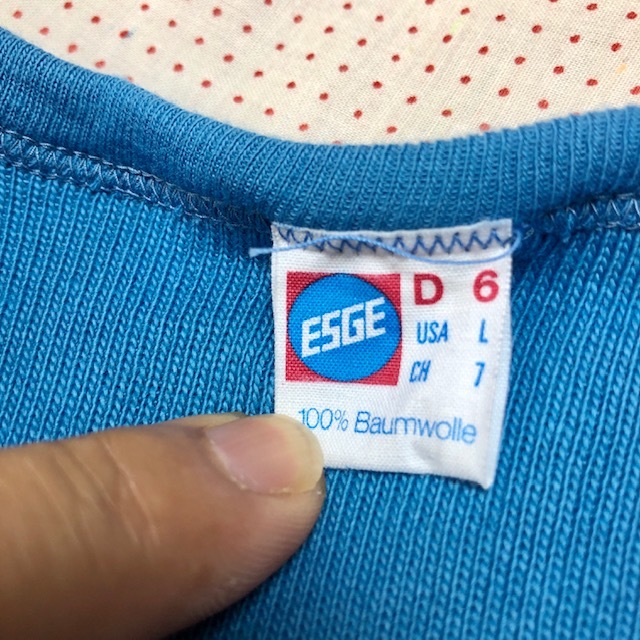 ESGE
D 6
USA L
CH 7
100% Baumwolle